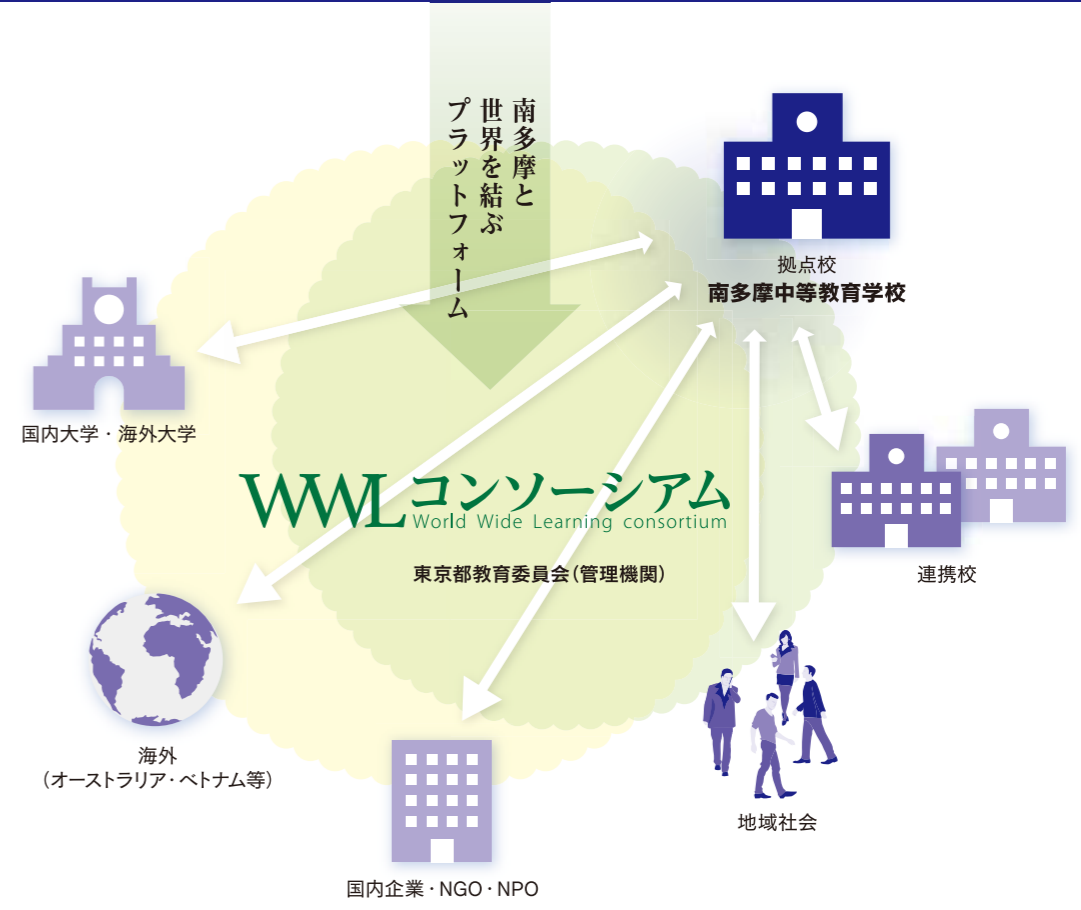 南多摩と
世界を結ぶ
プラットフォーム
拠点校
南多摩中等教育学校
国内大学・海外大学
WWLコンソーシアム
World Wide Learning consortium
東京都教育委員会(管理機関)
連携校
海外
(オーストラリア・ベトナム等)
地域社会
国内企業・NGO・NPO